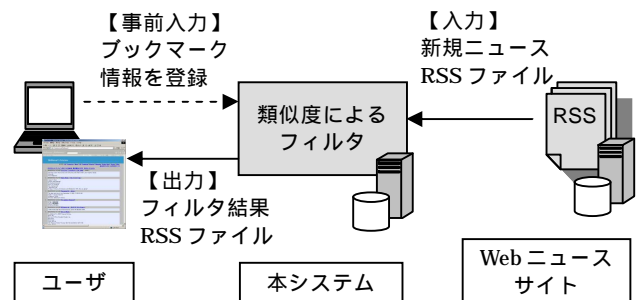 【事前入力】
ブックマーク
情報を登録
【入力】
新規ニュース
RSS ファイル
類似度による
フィルタ
RSS
【出力】
フィルタ結果
RSS ファイル
ユーザ
本システム
Web ニュース
サイト